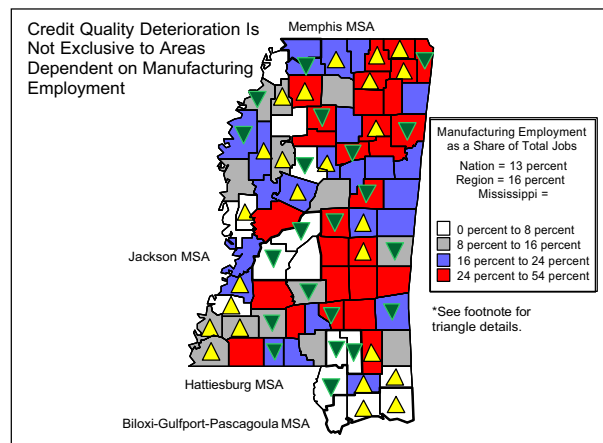 Credit Quality Deterioration Is
Not Exclusive to Areas
Dependent on Manufacturing
Employment
Memphis MSA
Manufacturing Employment
as a Share of Total Jobs
Nation = 13 percent
Region = 16 percent
Mississippi =
0 percent to 8 percent
8 percent to 16 percent
16 percent to 24 percent
24 percent to 54 percent
Jackson MSA
*See footnote for
triangle details.
Hattiesburg MSA
Biloxi-Gulfport-Pascagoula MSA